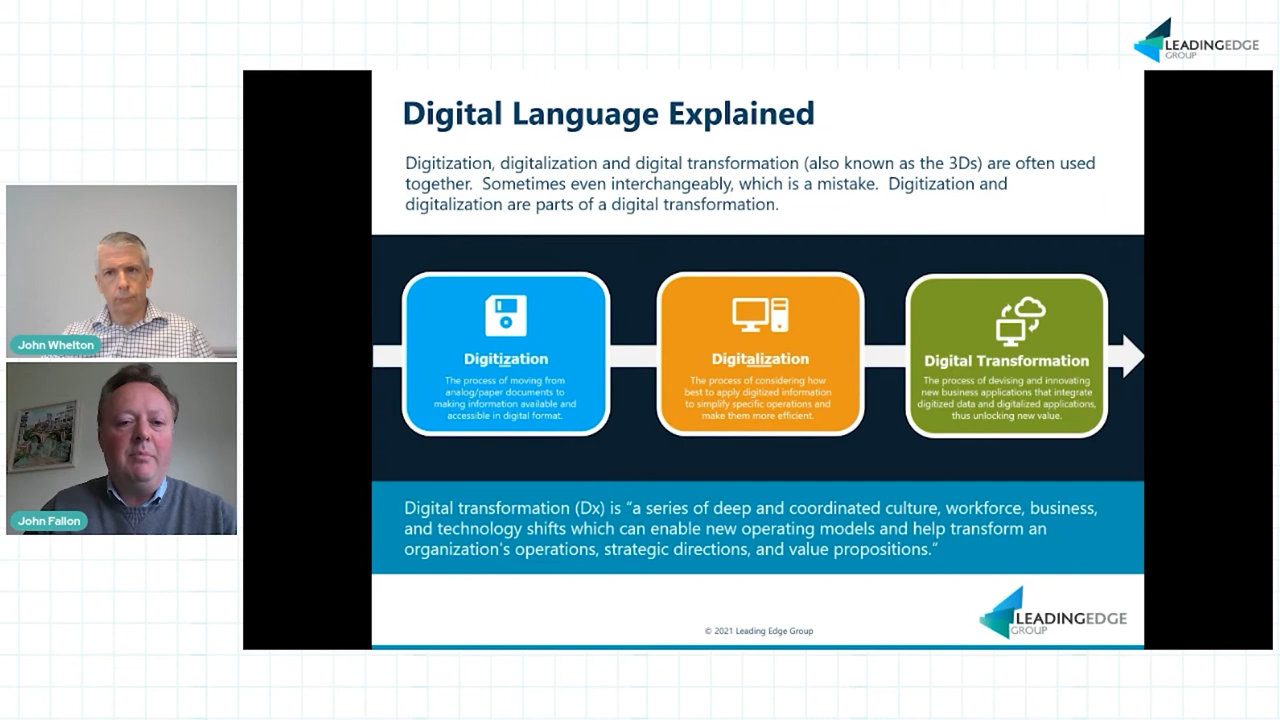 LEADINGEDGE
GROUP
Digital Language Explained
Digitization, digitalization and digital transformation (also known as the 3Ds) are often used
together. Sometimes even interchangeably, which is a mistake. Digitization and
digitalization are parts of a digital transformation.
John Whelton
John Fallon
Digitization
The process of moving from
analog/paper documents to
making information available and
accessible in digital format.
Digitalization
The process of considering how
best to apply digitized information
to simplify specific operations and
make them more efficient.
Digital Transformation
The process of devising and innovating
new business applications that integrate
digitized data and digitalized applications,
thus unlocking new value.
Digital transformation (Dx) is “a series of deep and coordinated culture, workforce, business,
and technology shifts which can enable new operating models and help transform an
organization's operations, strategic directions, and value propositions.”
LEADINGEDGE
GROUP
© 2021 Leading Edge Group